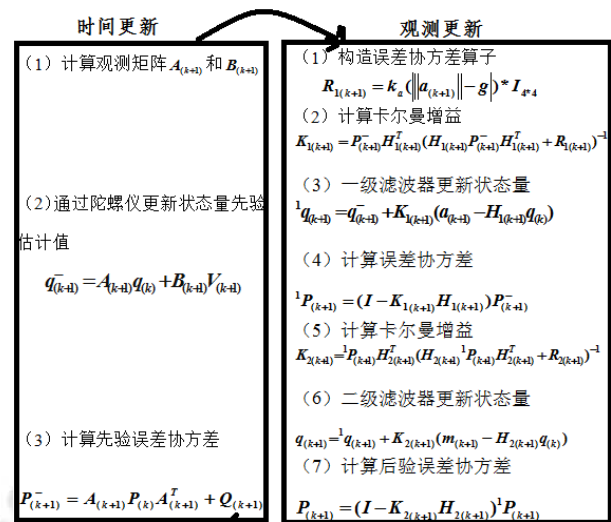 时间更新
（1）计算观测矩阵 A(k+1) 和 B(k+1)
（2）通过陀螺仪更新状态量先验
估计值
q⁻(k+1) = A(k+1)q(k) + B(k+1)V(k+1)
（3）计算先验误差协方差
P⁻(k+1) = A(k+1)P(k)A^T(k+1) + Q(k+1)
观测更新
（1）构造误差协方差算子
R1(k+1) = ka(|‖a(k+1)‖−g|)*I4*4
（2）计算卡尔曼增益
K1(k+1) = P⁻(k+1)H^T1(k+1)(H1(k+1)P⁻(k+1)H^T1(k+1) + R1(k+1))⁻¹
（3）一级滤波器更新状态量
¹q(k+1) = q⁻(k+1) + K1(k+1)(a(k+1) − H1(k+1)q(k))
（4）计算误差协方差
¹P(k+1) = (I − K1(k+1)H1(k+1))P⁻(k+1)
（5）计算卡尔曼增益
K2(k+1) = ¹P(k+1)H^T2(k+1)(H2(k+1)¹P(k+1)H^T2(k+1) + R2(k+1))⁻¹
（6）二级滤波器更新状态量
q(k+1) = ¹q(k+1) + K2(k+1)(m(k+1) − H2(k+1)q(k))
（7）计算后验误差协方差
P(k+1) = (I − K2(k+1)H2(k+1))¹P(k+1)